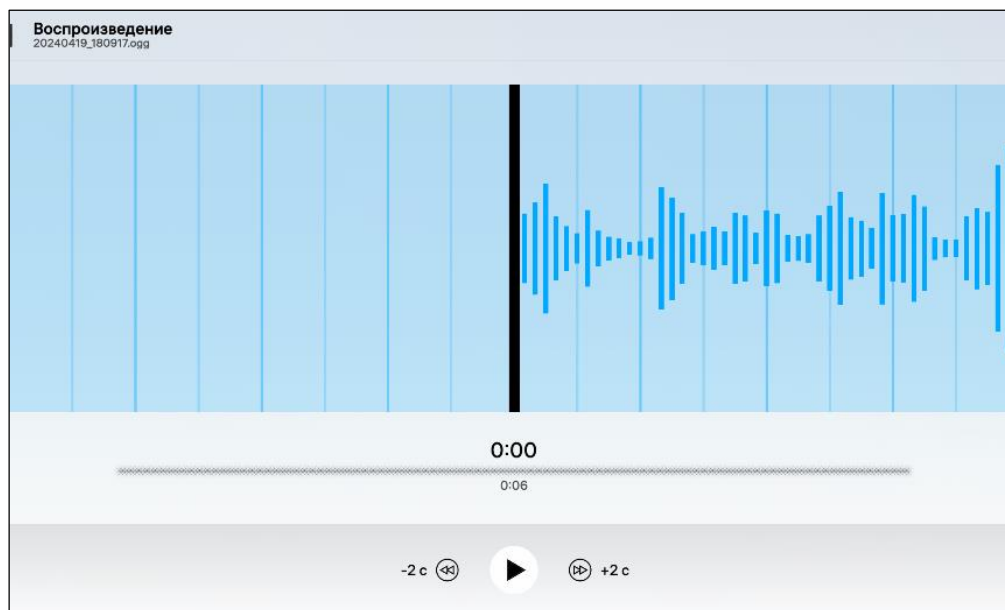 Воспроизведение
20240419_180917.ogg
0:00
0:06
-2 с +2 с